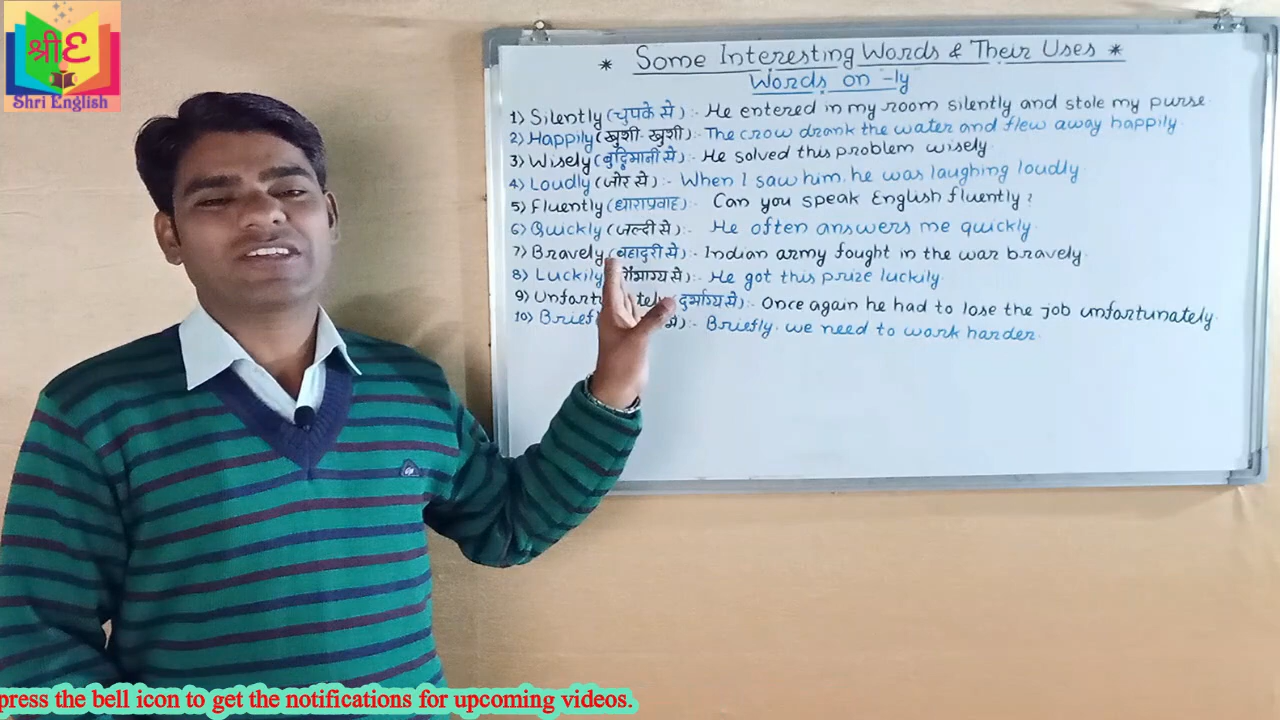 श्री
Shri English
* Some Interesting Words & Their Uses *
Words on -ly
1) Silently (चुपके से) :- He entered in my room silently and stole my purse.
2) Happily (खुशी खुशी) :- The crow drank the water and flew away happily.
3) Wisely (बुद्धिमानी से) :- He solved this problem wisely.
4) Loudly (जोर से) :- When I saw him, he was laughing loudly
5) Fluently (धाराप्रवाह) :- Can you speak English fluently?
6) Quickly (जल्दी से) :- He often answers me quickly.
7) Bravely (बहादुरी से) :- Indian army fought in the war bravely.
8) Luckily से) :- He got this prize luckily.
9) (दुर्भाग्य से) :- Once again he had to lose the job unfortunately.
10) से) :- Briefly, we need to work harder.
press the bell icon to get the notifications for upcoming videos.